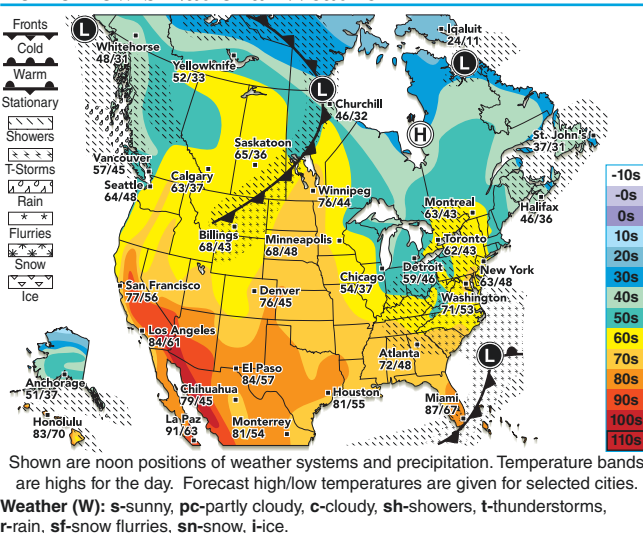 Fronts
Cold
Warm
Stationary
Showers
T-Storms
Rain
Flurries
Snow
Ice
L
Whitehorse
48/31
Yellowknife
52/33
Iqaluit
24/11
L
L
Churchill
46/32
H
St. John's
37/31
Saskatoon
65/36
Vancouver
57/45
Calgary
63/37
Seattle
64/48
Winnipeg
76/44
Montreal
63/43
Halifax
46/36
Billings
68/43
Minneapolis
68/48
Toronto
62/43
Detroit
59/46
New York
63/48
Chicago
54/37
San Francisco
77/56
Denver
76/45
Washington
71/53
Los Angeles
84/61
Atlanta
72/48
L
El Paso
84/57
Anchorage
51/37
Chihuahua
79/45
Houston
81/55
Miami
87/67
Honolulu
83/70
La Paz
91/63
Monterrey
81/54
-10s
-0s
0s
10s
20s
30s
40s
50s
60s
70s
80s
90s
100s
110s
Shown are noon positions of weather systems and precipitation. Temperature bands
are highs for the day. Forecast high/low temperatures are given for selected cities.
Weather (W): s-sunny, pc-partly cloudy, c-cloudy, sh-showers, t-thunderstorms,
r-rain, sf-snow flurries, sn-snow, i-ice.